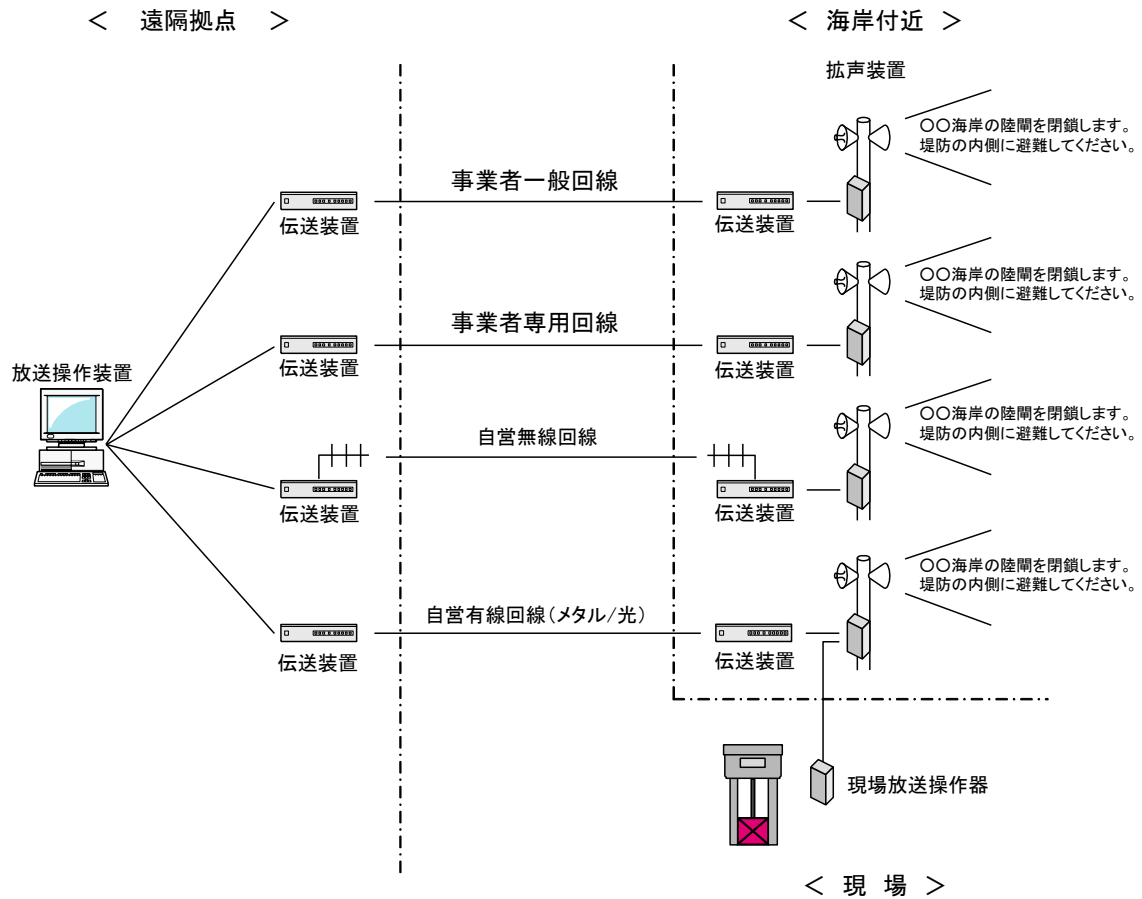 ＜　遠隔拠点　＞
＜ 海岸付近 ＞
拡声装置
〇〇海岸の陸閘を閉鎖します。
堤防の内側に避難してください。
事業者一般回線
伝送装置
伝送装置
〇〇海岸の陸閘を閉鎖します。
堤防の内側に避難してください。
事業者専用回線
伝送装置
伝送装置
放送操作装置
〇〇海岸の陸閘を閉鎖します。
堤防の内側に避難してください。
自営無線回線
伝送装置
伝送装置
〇〇海岸の陸閘を閉鎖します。
堤防の内側に避難してください。
自営有線回線（メタル/光）
伝送装置
伝送装置
現場放送操作器
＜ 現 場 ＞